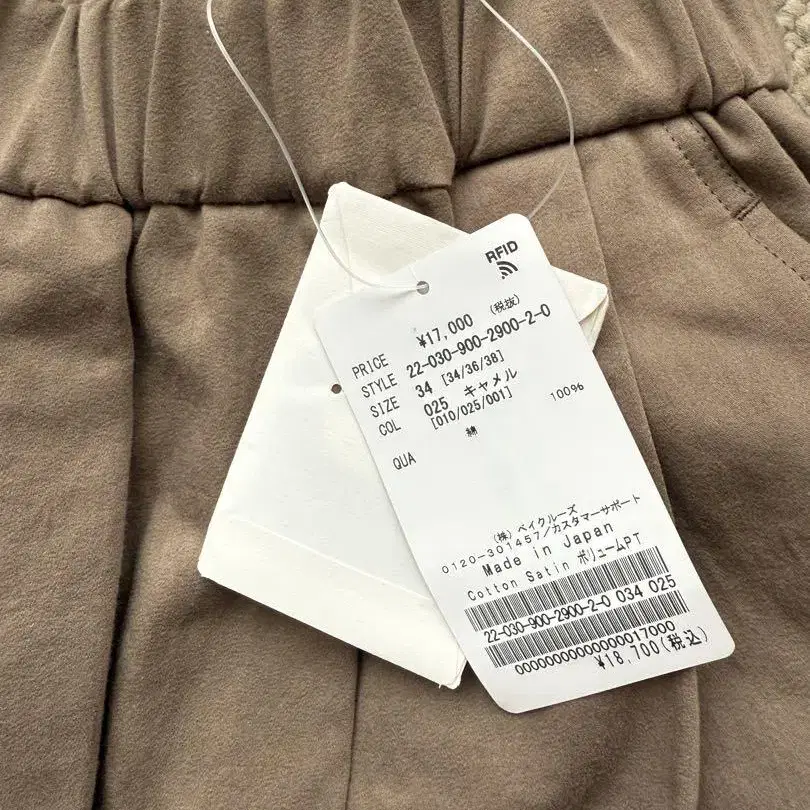 RFID
PRICE ¥17,000 (税抜)
STYLE 22-030-900-2900-2-0
SIZE 34 [34/36/38]
COL 025 キャメル
[010/025/001]
QUA 綿 100%
(株) ベイクルーズ
0120-301457/カスタマーサポート
Made in Japan
Cotton Satin ボリュームPT
22-030-900-2900-2-0 034 025
00000000000000017000
¥18,700(税込)